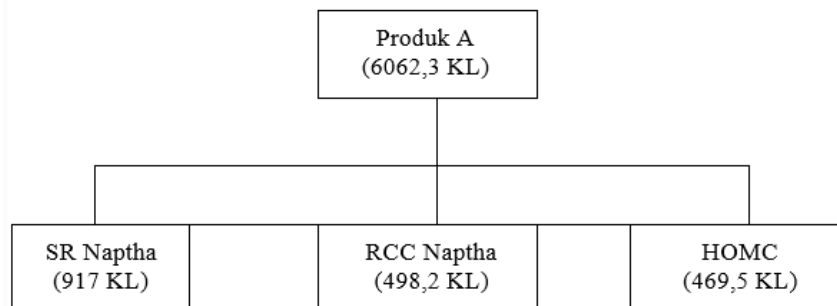 Produk A
(6062,3 KL)
SR Naptha
(917 KL)
RCC Naptha
(498,2 KL)
HOMC
(469,5 KL)